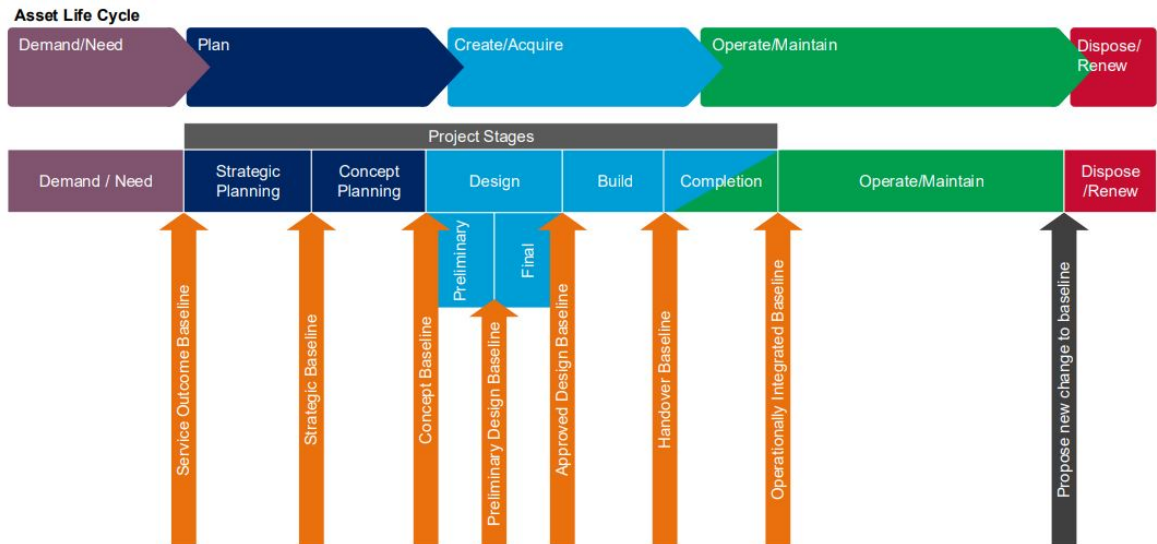 Asset Life Cycle
Demand/Need
Plan
Create/Acquire
Operate/Maintain
Dispose/
Renew
Project Stages
Demand / Need
Strategic
Planning
Concept
Planning
Design
Build
Completion
Operate/Maintain
Dispose
/Renew
Preliminary
Final
Service Outcome Baseline
Strategic Baseline
Concept Baseline
Preliminary Design Baseline
Approved Design Baseline
Handover Baseline
Operationally Integrated Baseline
Propose new change to baseline